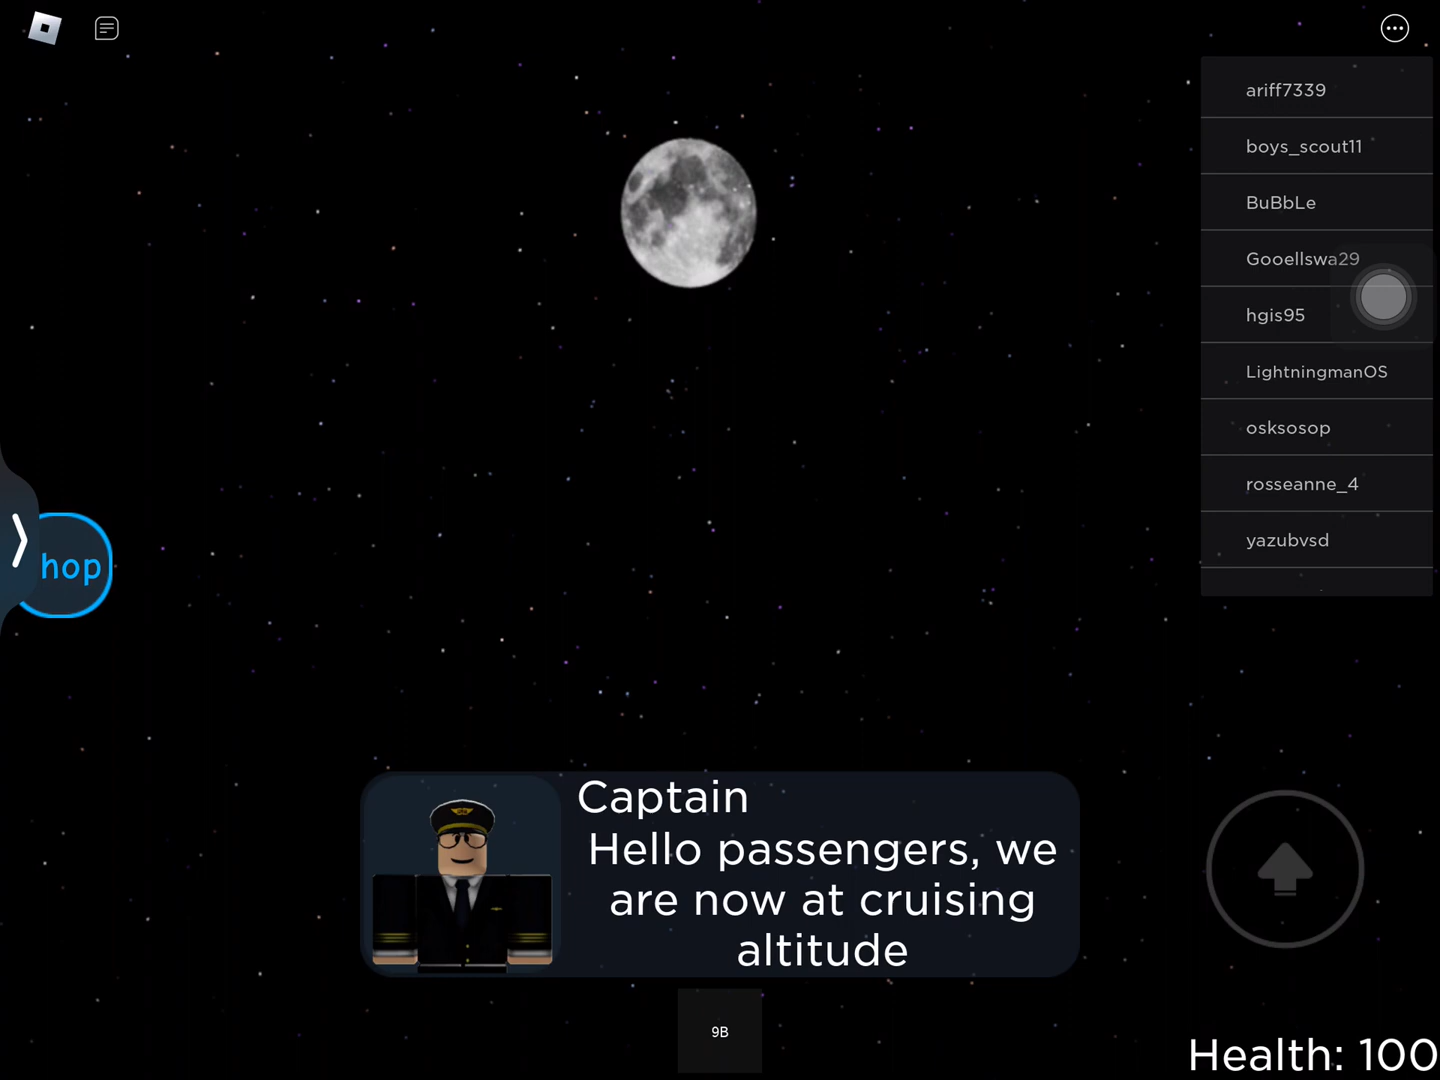 ariff7339
boys_scout11
BuBbLe
Gooellswa29
hgis95
LightningmanOS
osksosop
rosseanne_4
yazubvsd
hop
Captain
Hello passengers, we
are now at cruising
altitude
9B
Health: 100